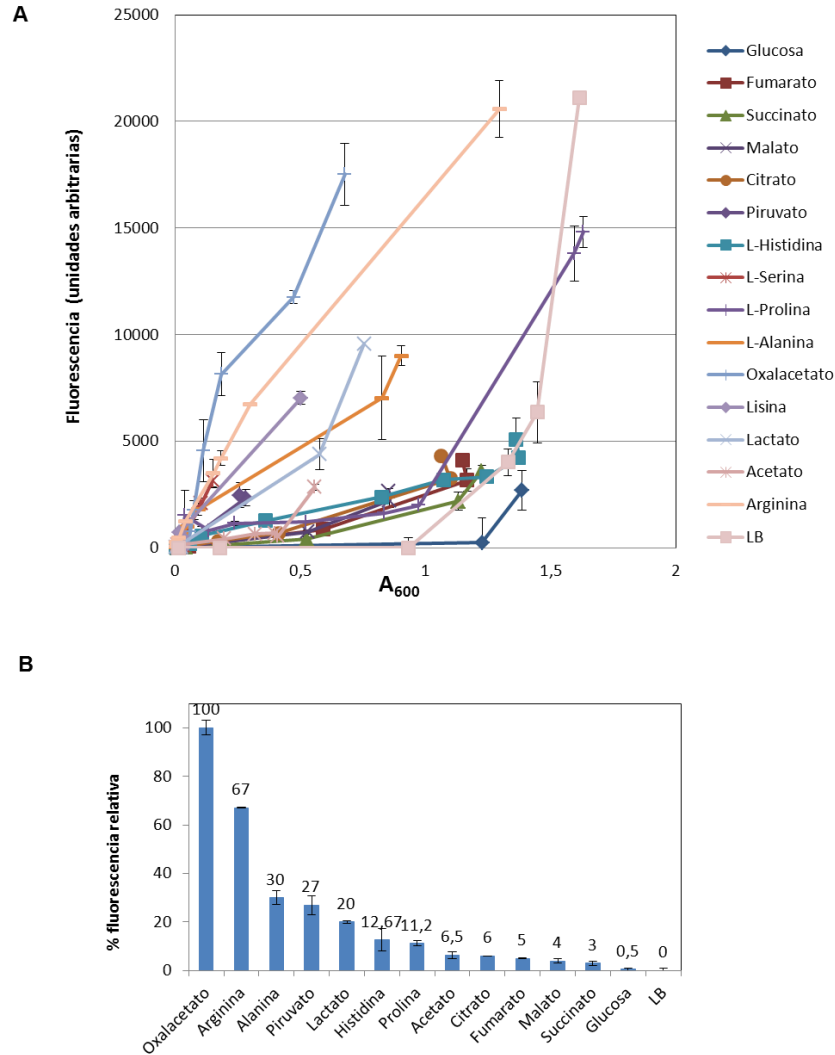 A
Fluorescencia (unidades arbitrarias)
25000
20000
15000
10000
5000
0
0
0,5
1
1,5
2
A600
Glucosa
Fumarato
Succinato
Malato
Citrato
Piruvato
L-Histidina
L-Serina
L-Prolina
L-Alanina
Oxalacetato
Lisina
Lactato
Acetato
Arginina
LB
B
% fluorescencia relativa
100
80
60
40
20
0
100
67
30
27
20
12,67
11,2
6,5
6
5
4
3
0,5
0
Oxalacetato
Arginina
Alanina
Piruvato
Lactato
Histidina
Prolina
Acetato
Citrato
Fumarato
Malato
Succinato
Glucosa
LB